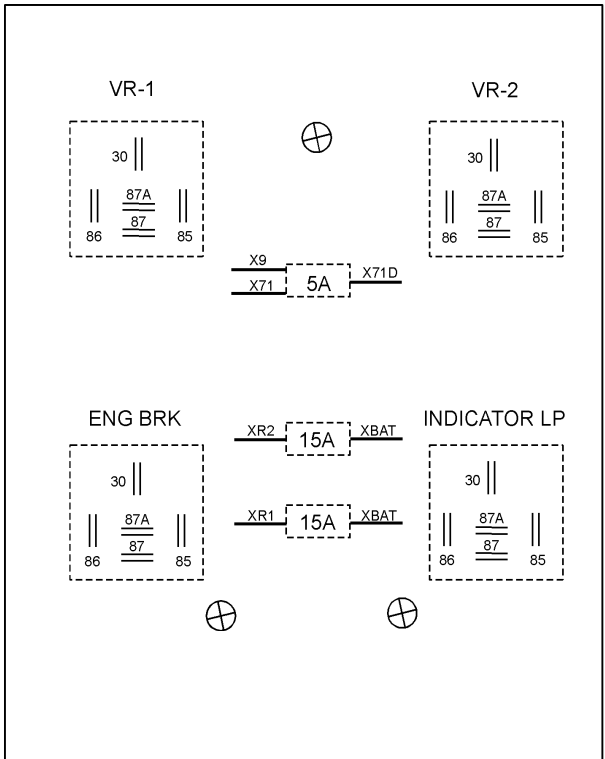 VR-1 VR-2
30 30
87A 87A
87 87
86 85 86 85
X9
X71 5A X71D
ENG BRK INDICATOR LP
XR2 15A XBAT
30 30
XR1 15A XBAT
87A 87A
87 87
86 85 86 85